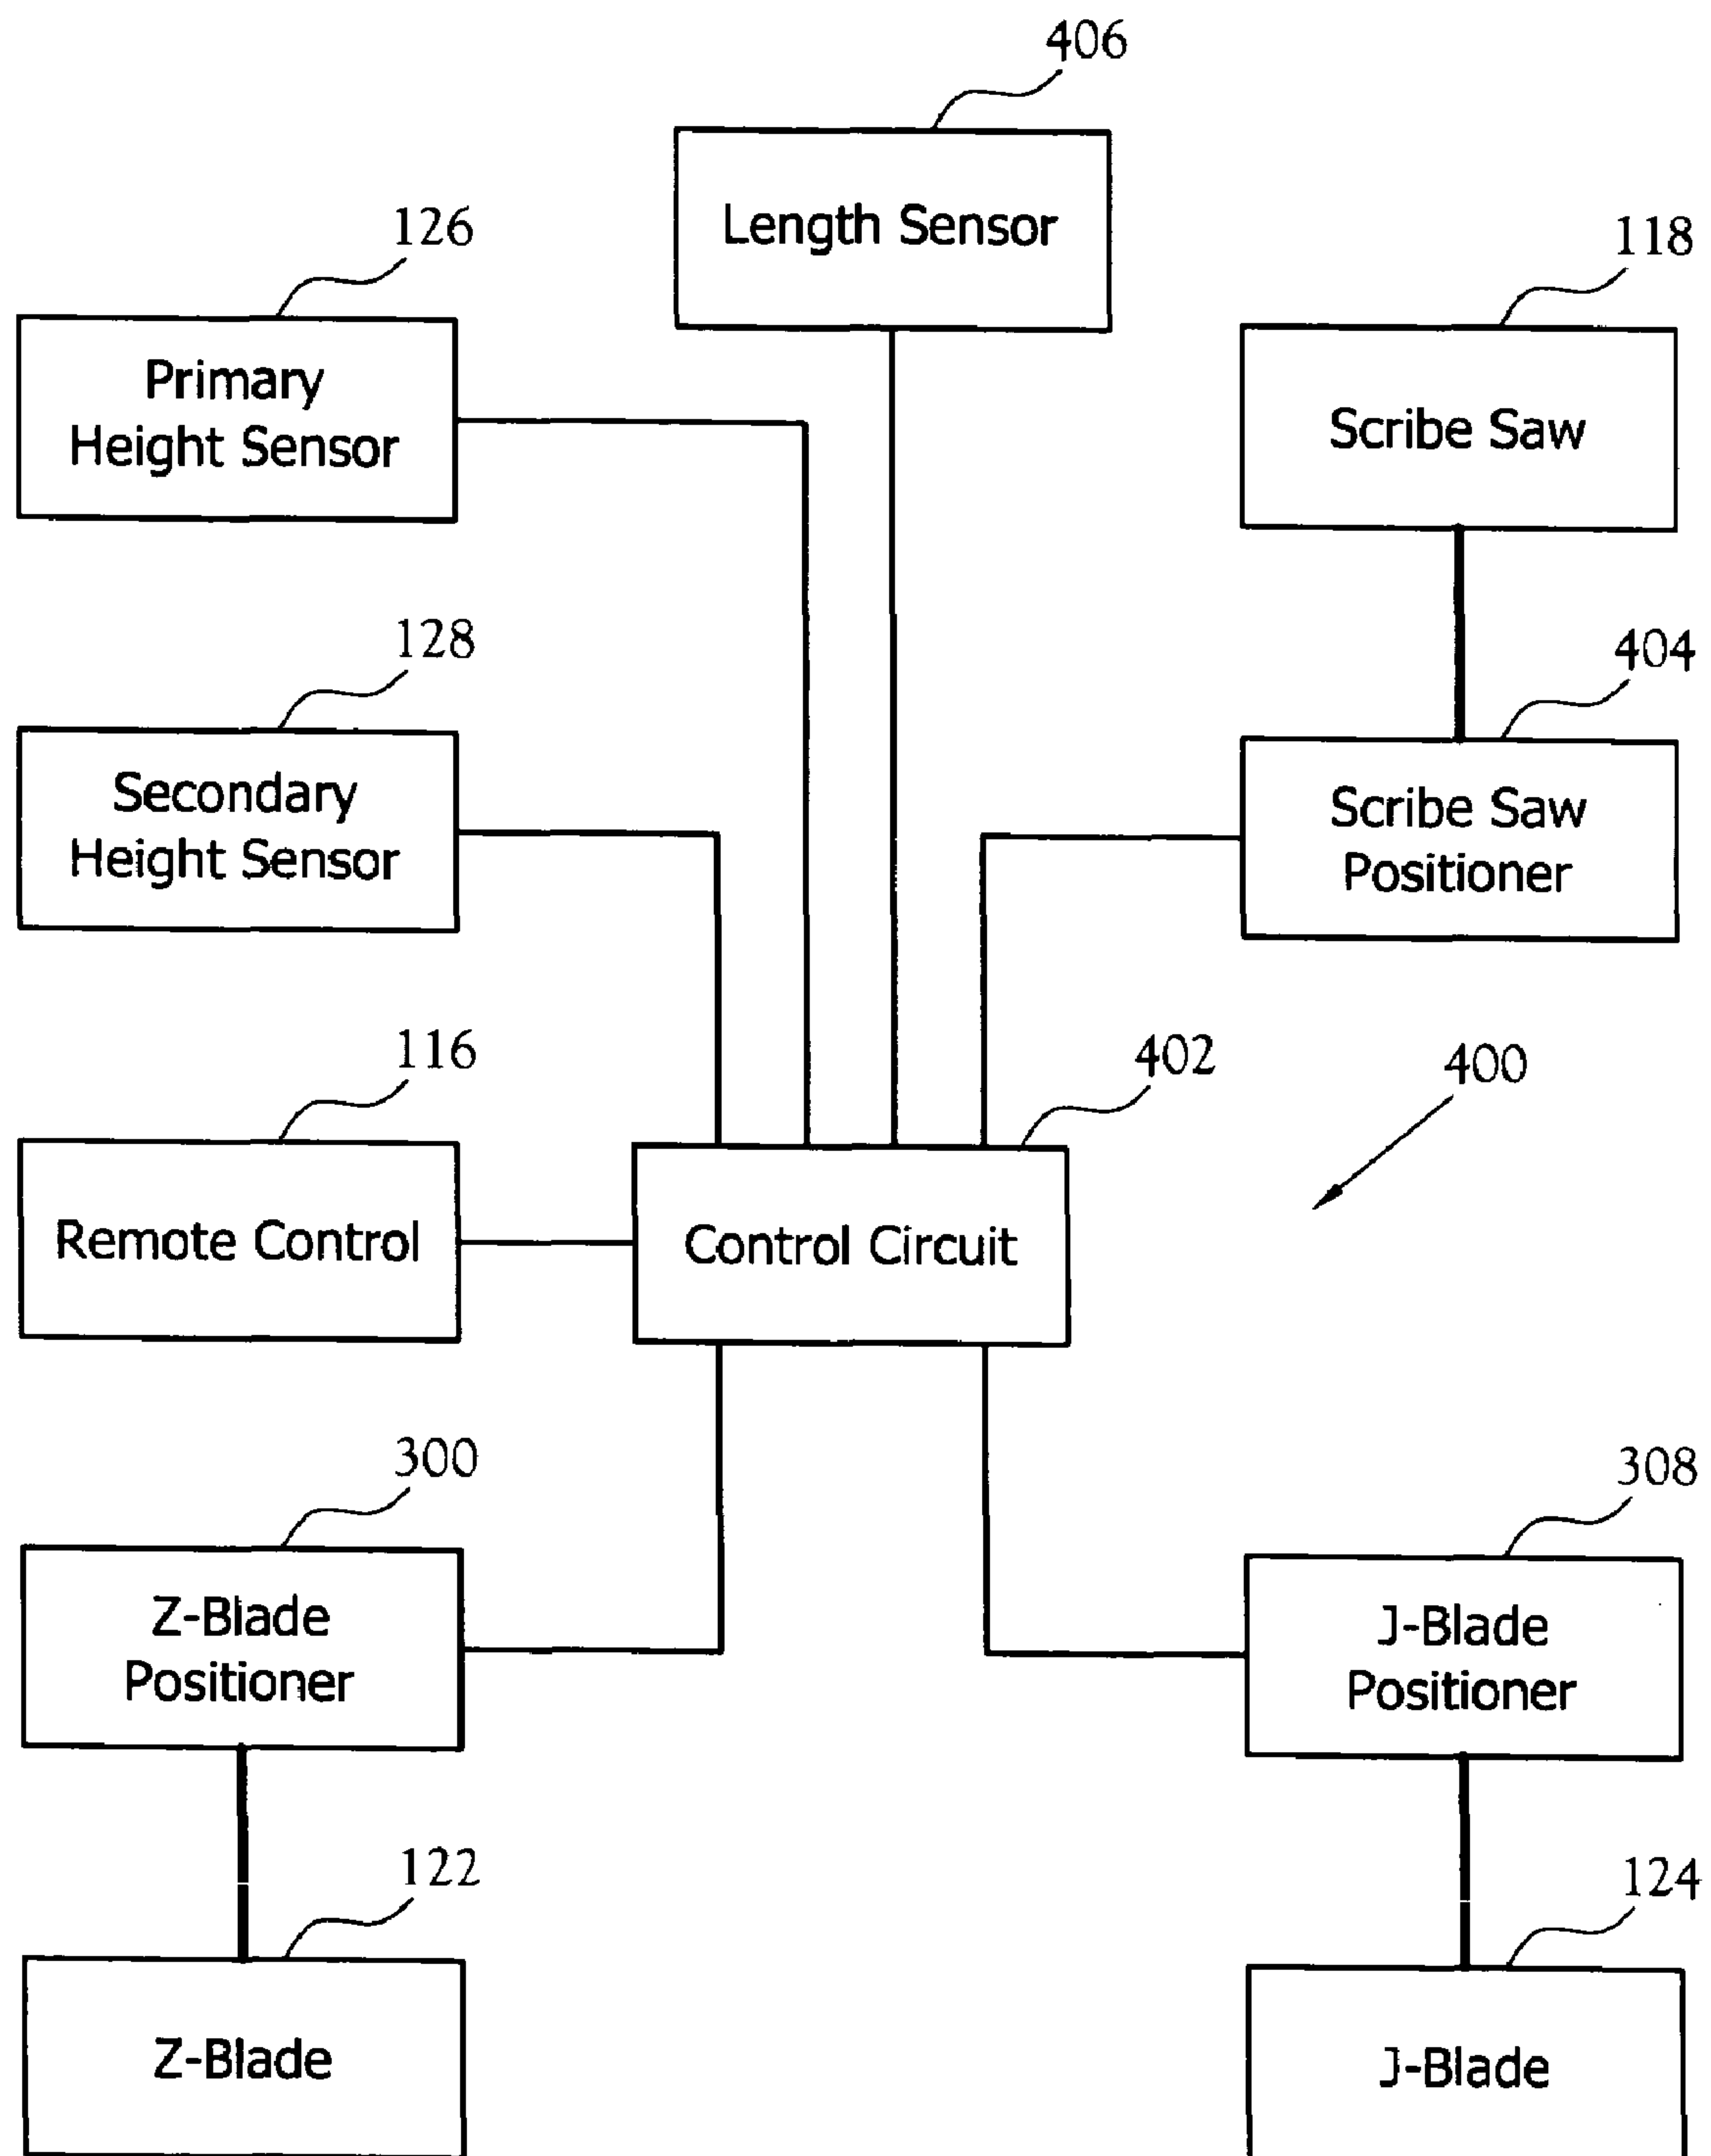 406
Length Sensor
126
Primary
Height Sensor
118
Scribe Saw
128
Secondary
Height Sensor
404
Scribe Saw
Positioner
116
Remote Control
402
Control Circuit
400
300
Z-Blade
Positioner
308
J-Blade
Positioner
122
Z-Blade
124
J-Blade